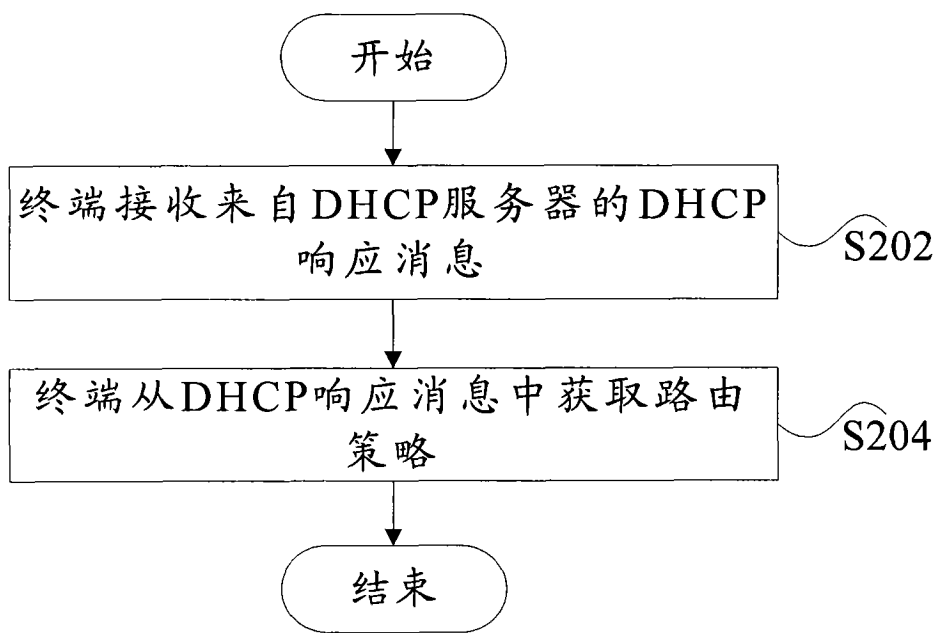 开始
终端接收来自DHCP服务器的DHCP
响应消息
S202
终端从DHCP响应消息中获取路由
策略
S204
结束